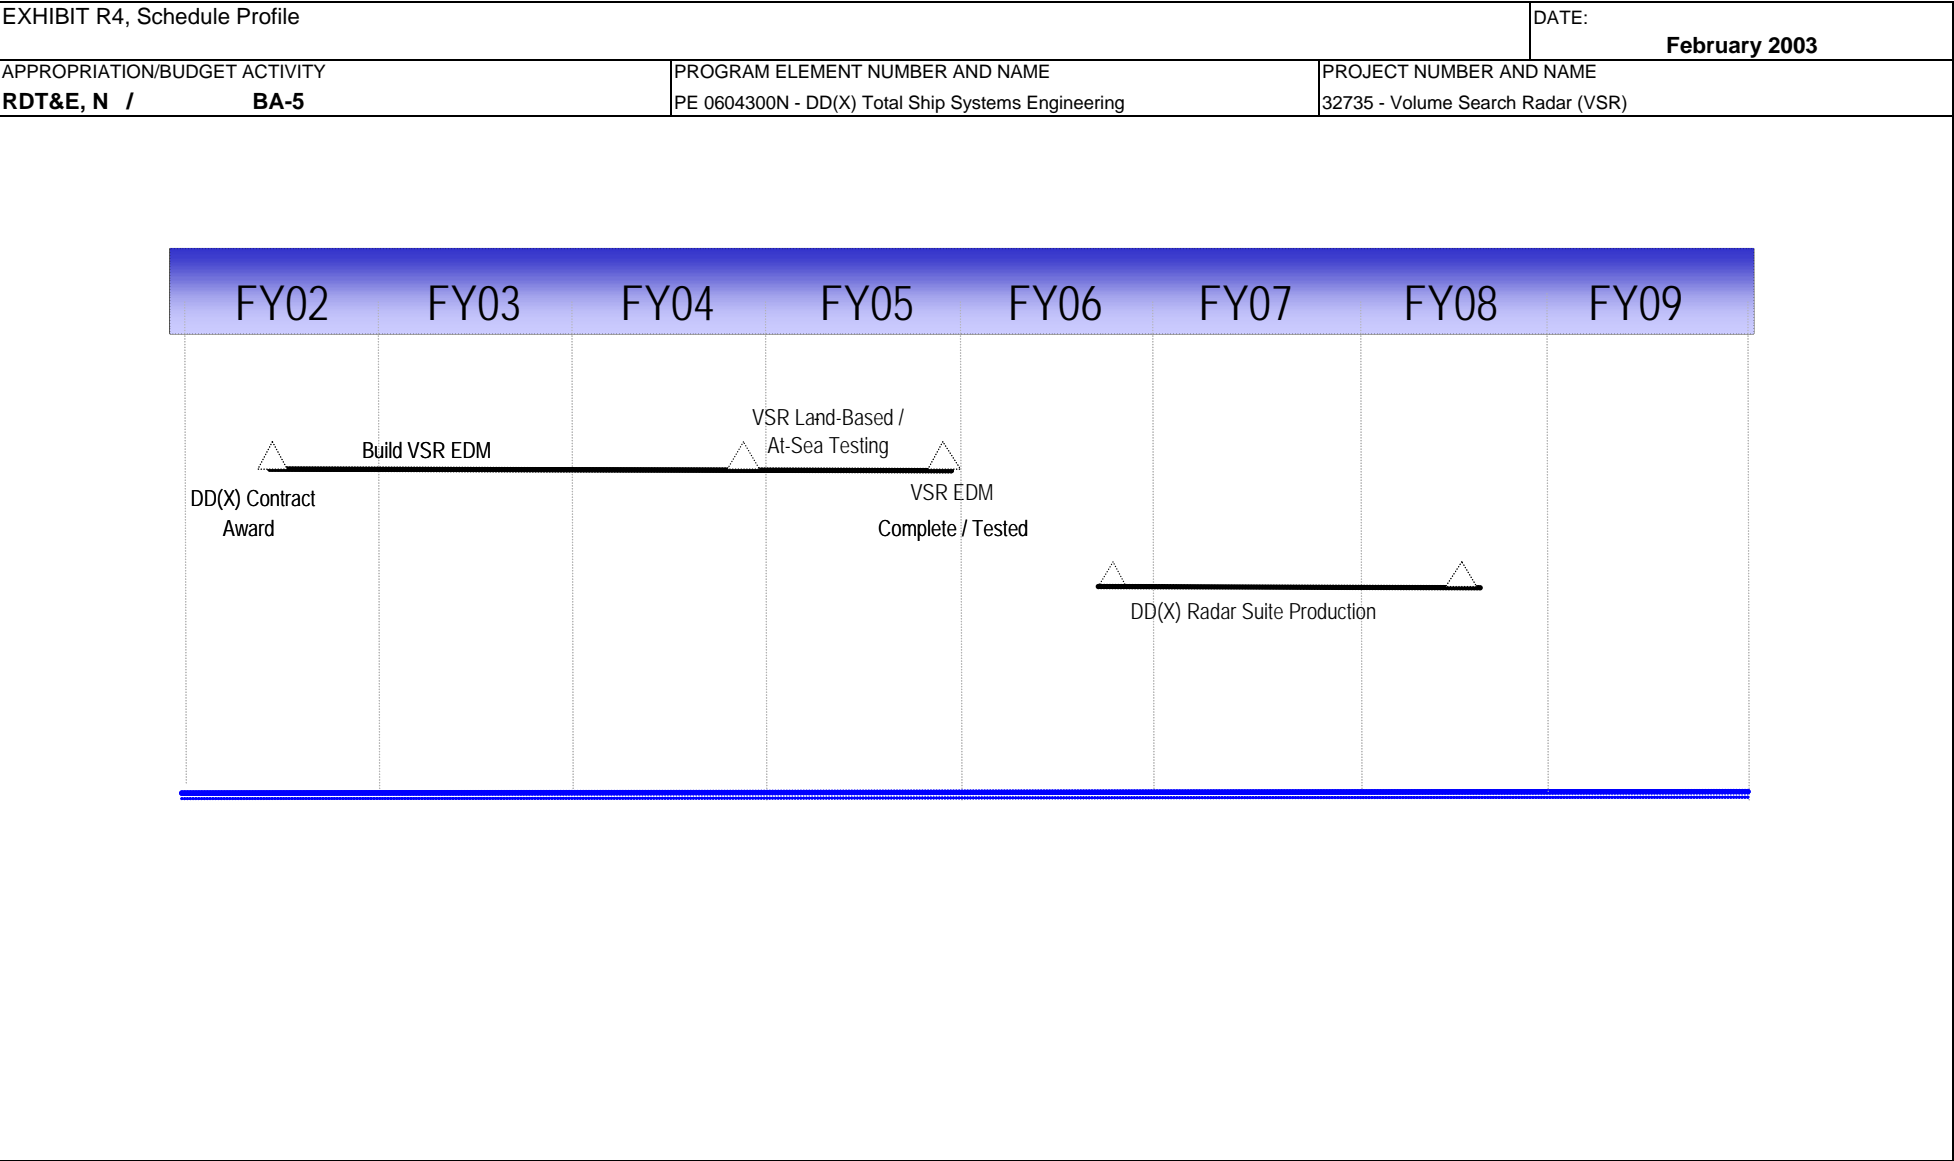 EXHIBIT R4, Schedule Profile
DATE:
February 2003
APPROPRIATION/BUDGET ACTIVITY
PROGRAM ELEMENT NUMBER AND NAME
PROJECT NUMBER AND NAME
RDT&E, N / BA-5
PE 0604300N - DD(X) Total Ship Systems Engineering
32735 - Volume Search Radar (VSR)
FY02 FY03 FY04 FY05 FY06 FY07 FY08 FY09
VSR Land-Based /
At-Sea Testing
Build VSR EDM
DD(X) Contract
Award
VSR EDM
Complete / Tested
DD(X) Radar Suite Production